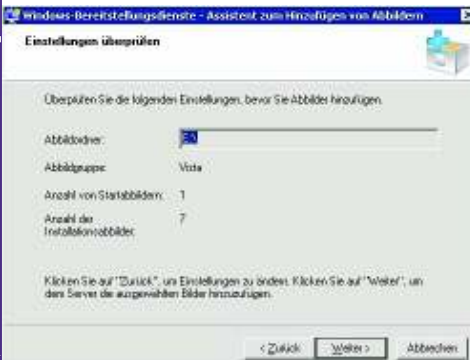 Windows-Bereitstellungsdienste - Assistent zum Hinzufügen von Abbildern
Einstellungen überprüfen
Überprüfen Sie die folgenden Einstellungen, bevor Sie Abbilder hinzufügen.
Abbildordner: E:\
Abbildgruppe: Vista
Anzahl von Startabbildern: 1
Anzahl der 7
Installationsabbilder:
Klicken Sie auf "Zurück", um Einstellungen zu ändern. Klicken Sie auf "Weiter", um
dem Server die ausgewählten Bilder hinzuzufügen.
< Zurück Weiter > Abbrechen